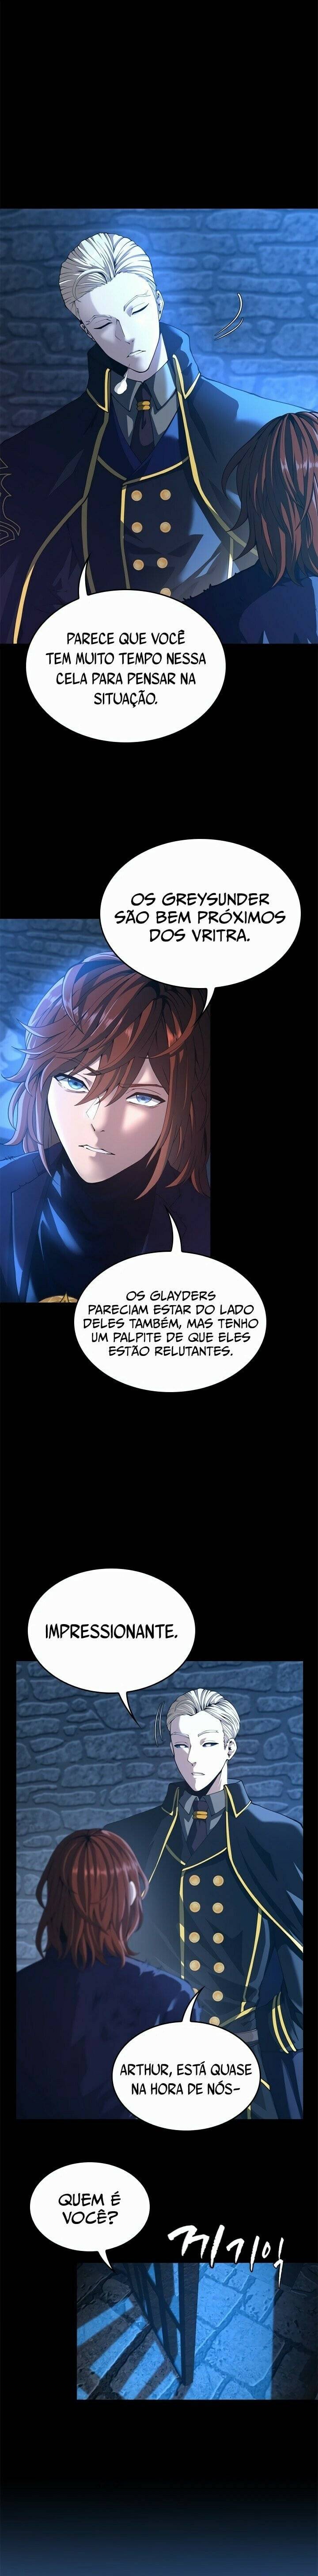 PARECE QUE VOCÊ
TEM MUITO TEMPO NESSA
CELA PARA PENSAR NA
SITUAÇÃO.
OS GREYSUNDER
SÃO BEM PRÓXIMOS
DOS VRITRA.
OS GLAYDERS
PARECIAM ESTAR DO LADO
DELES TAMBÉM, MAS TENHO
UM PALPITE DE QUE ELES
ESTÃO RELUTANTES.
IMPRESSIONANTE.
ARTHUR, ESTÁ QUASE
NA HORA DE NÓS-
QUEM É
VOCÊ?
끼기익